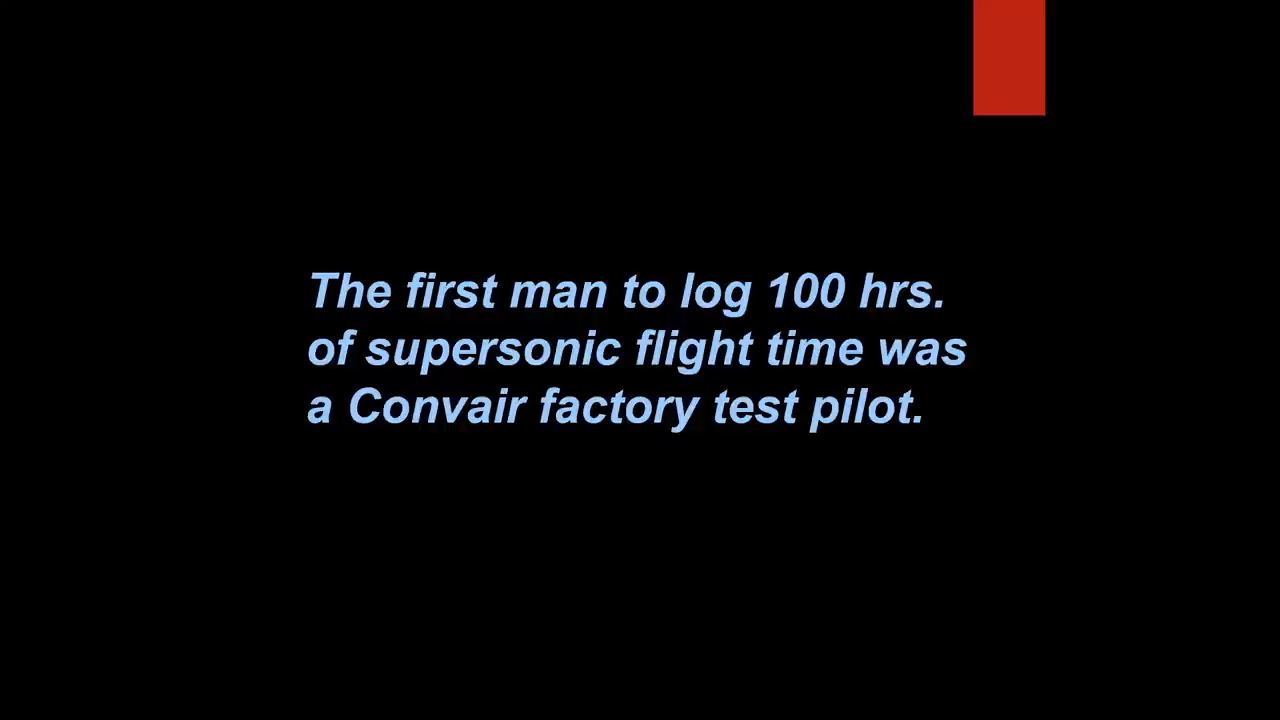 The first man to log 100 hrs.
of supersonic flight time was
a Convair factory test pilot.